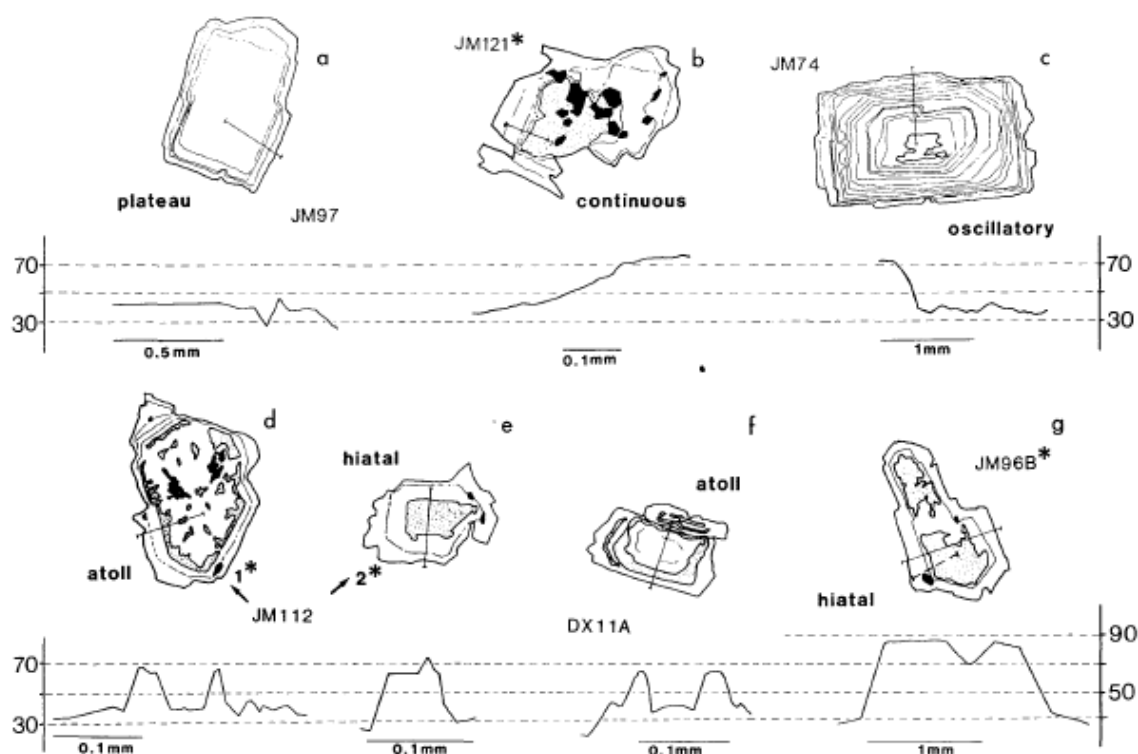 a
JM121*
b
JM74
c
plateau
JM97
continuous
oscillatory
70
70
30
30
0.5mm
0.1mm
1mm
d
e
f
g
hiatal
JM96B*
atoll
atoll
1*
2*
JM112
DX11A
hiatal
90
70
50
30
0.1mm
0.1mm
0.1mm
1mm